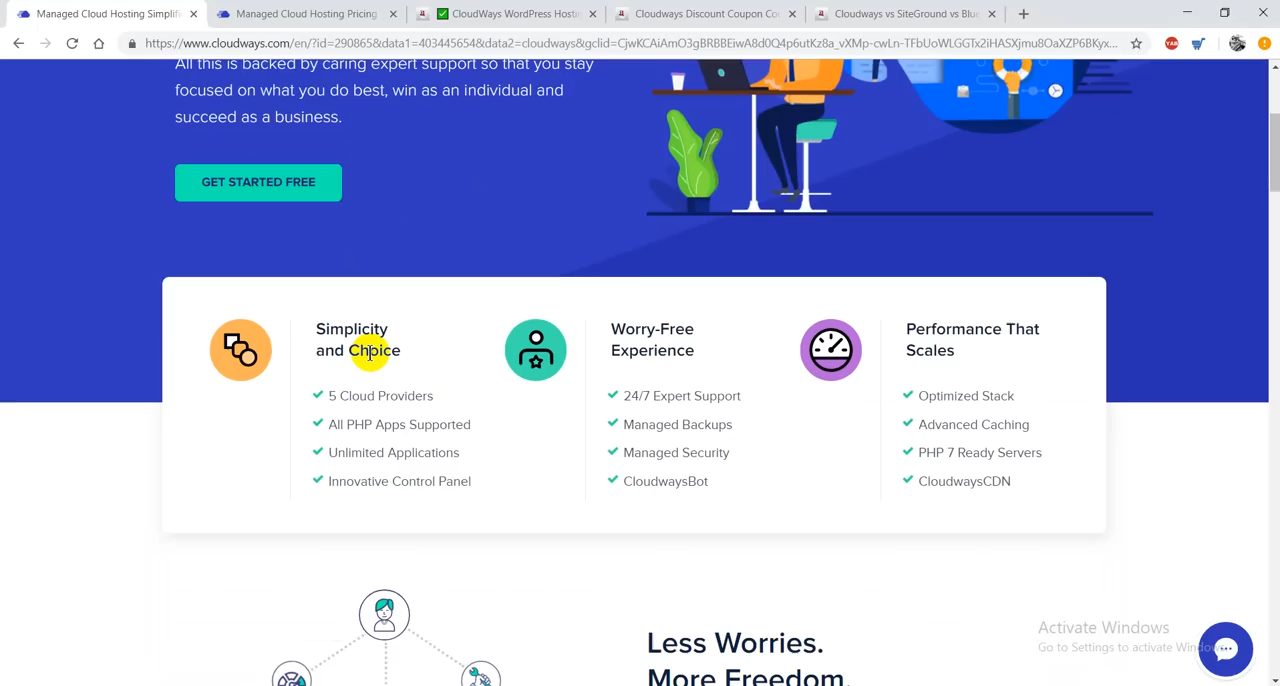 Managed Cloud Hosting Simplifi
Managed Cloud Hosting Pricing
CloudWays WordPress Hosti
Cloudways Discount Coupon Co
Cloudways vs SiteGround vs Blue
https://www.cloudways.com/en/?id=290865&data1=403445654&data2=cloudways&gclid=CjwKCAiAmO3gBRBBEiwA8d0Q4p6utKz8a_vXMp-cwLn-TFbUoWLGGTx2iHASXjmu8OaXZP6BKyx...
All this is backed by caring expert support so that you stay
focused on what you do best, win as an individual and
succeed as a business.
GET STARTED FREE
Simplicity
and Choice
5 Cloud Providers
All PHP Apps Supported
Unlimited Applications
Innovative Control Panel
Worry-Free
Experience
24/7 Expert Support
Managed Backups
Managed Security
CloudwaysBot
Performance That
Scales
Optimized Stack
Advanced Caching
PHP 7 Ready Servers
CloudwaysCDN
Less Worries.
More Freedom.
Activate Windows
Go to Settings to activate Windows